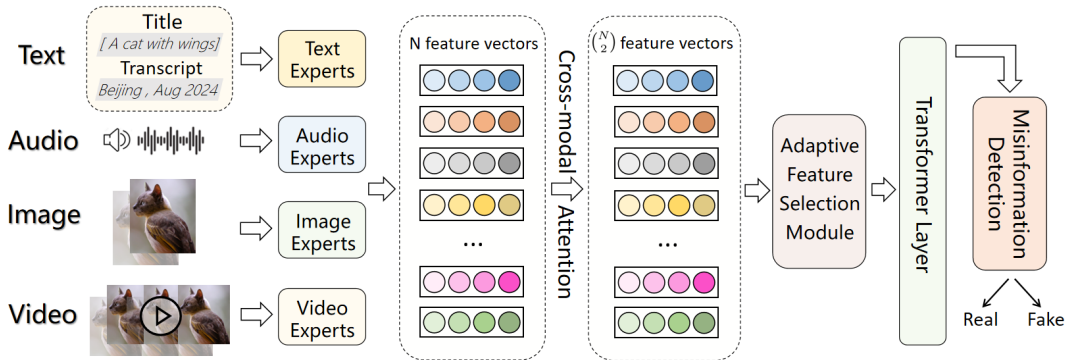 Text
Title
[ A cat with wings]
Transcript
Beijing , Aug 2024
Text
Experts
Audio
Audio
Experts
Image
Image
Experts
Video
Video
Experts
N feature vectors
...
Cross-modal Attention
(N 2) feature vectors
...
Adaptive
Feature
Selection
Module
Transformer Layer
Misinformation
Detection
Real
Fake